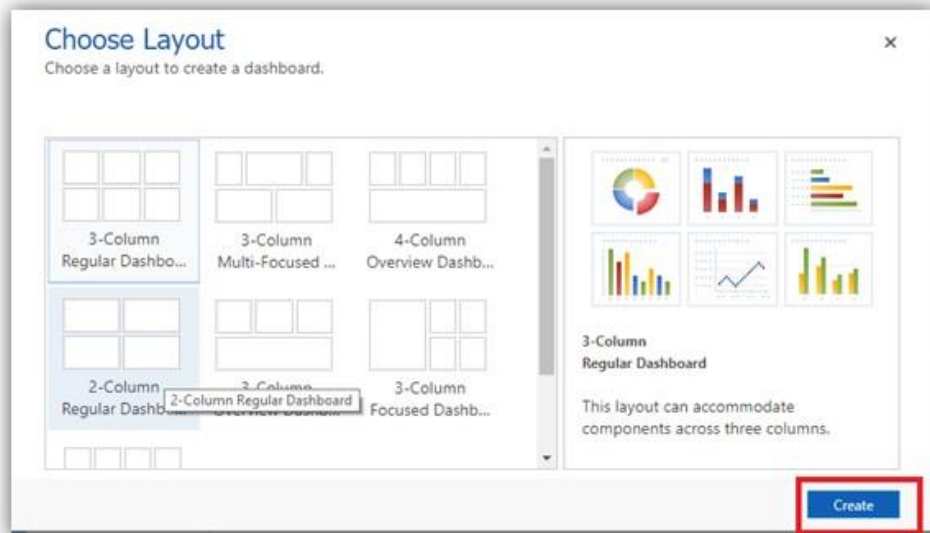 Choose Layout
×
Choose a layout to create a dashboard.
3-Column
Regular Dashbo...
3-Column
Multi-Focused ...
4-Column
Overview Dashb...
2-Column
Regular Dashb...
2-Column Regular Dashboard
3-Column
3-Column
Focused Dashb...
3-Column
Regular Dashboard
This layout can accommodate
components across three columns.
Create